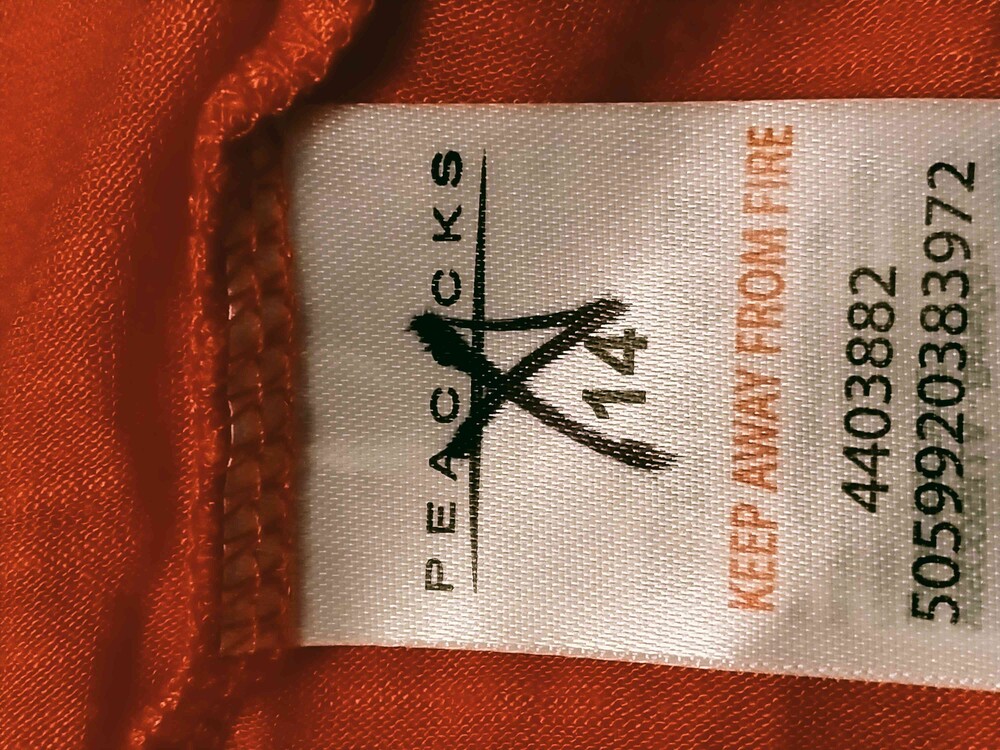 PEACOCKS
14
KEEP AWAY FROM FIRE
4403882
5059920383972